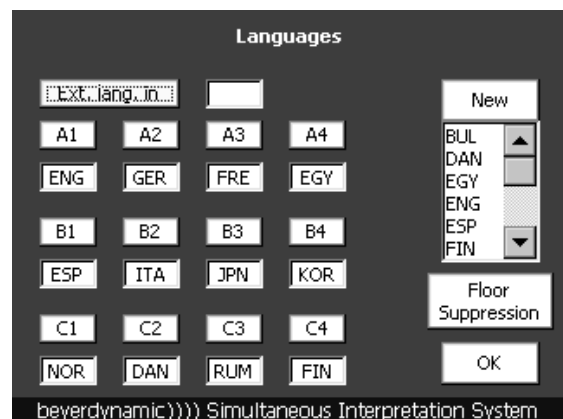 Languages
Ext. lang. in
New
A1 A2 A3 A4
ENG GER FRE EGY
BUL
DAN
EGY
ENG
ESP
FIN
B1 B2 B3 B4
ESP ITA JPN KOR
Floor
Suppression
C1 C2 C3 C4
NOR DAN RUM FIN
OK
beyerdynamic)))) Simultaneous Interpretation System